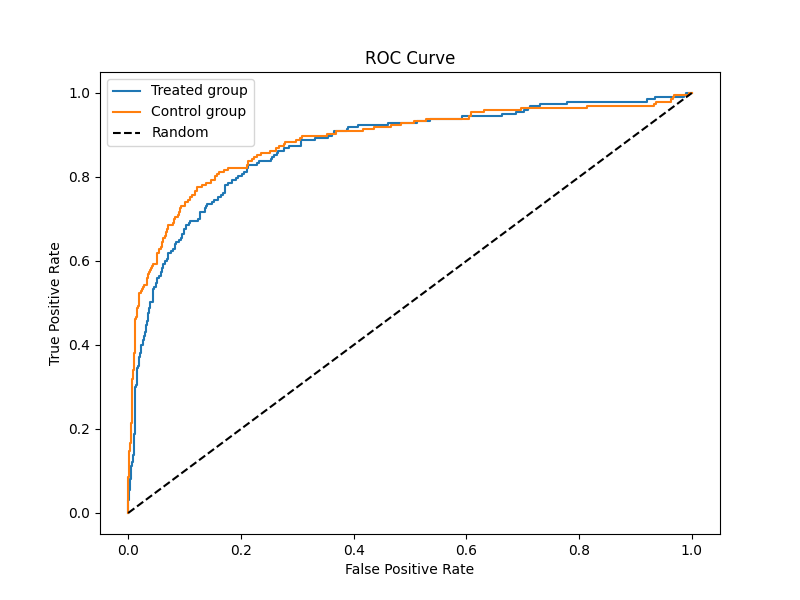 ROC Curve
Treated group
Control group
Random
True Positive Rate
1.0
0.8
0.6
0.4
0.2
0.0
0.0 0.2 0.4 0.6 0.8 1.0
False Positive Rate